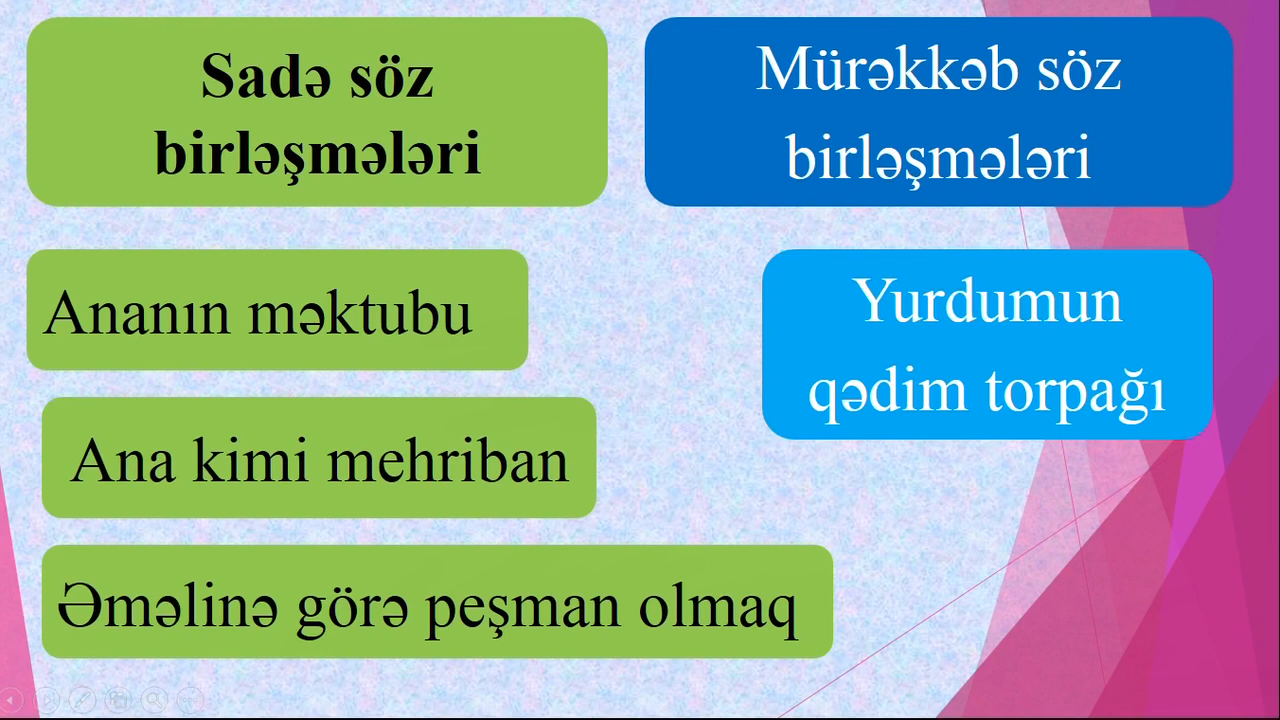 Sadə söz
birləşmələri
Mürəkkəb söz
birləşmələri
Ananın məktubu
Yurdumun
qədim torpağı
Ana kimi mehriban
Əməlinə görə peşman olmaq